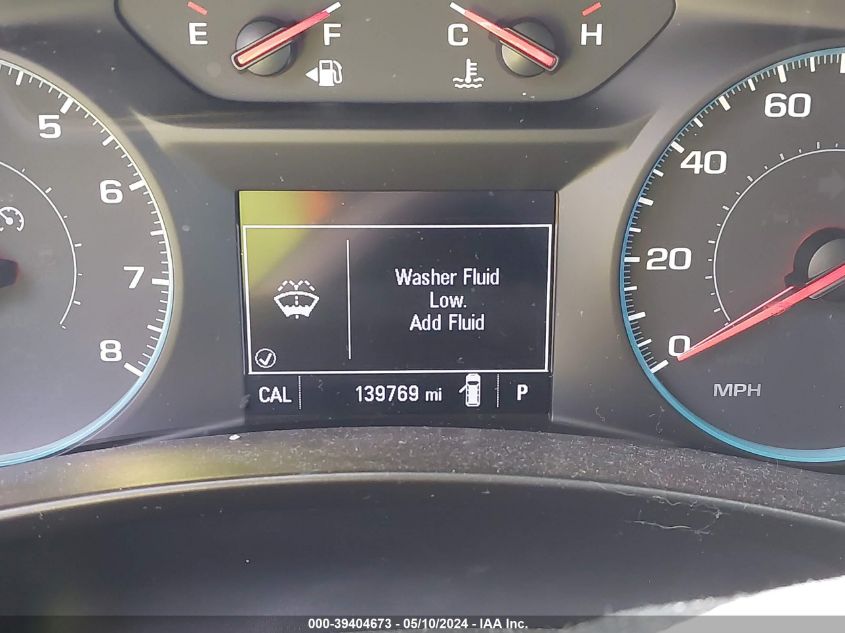 E F C H
5
6
7
8
60
40
20
0
MPH
Washer Fluid
Low.
Add Fluid
CAL 139769 mi P
000-39404673 - 05/10/2024 - IAA Inc.